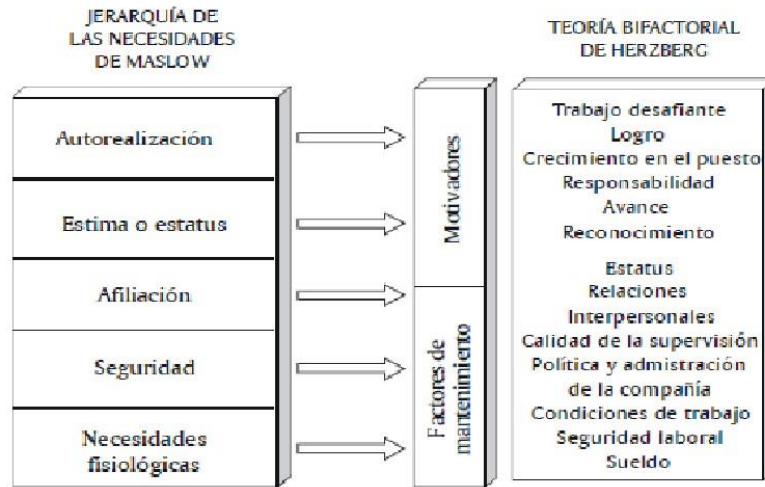 JERARQUÍA DE
LAS NECESIDADES
DE MASLOW
Autorealización
Estima o estatus
Afiliación
Seguridad
Necesidades
fisiológicas
Motivadores
Factores de
mantenimiento
TEORÍA BIFACTORIAL
DE HERZBERG
Trabajo desafiante
Logro
Crecimiento en el puesto
Responsabilidad
Avance
Reconocimiento
Estatus
Relaciones
Interpersonales
Calidad de la supervisión
Política y admistración
de la compañía
Condiciones de trabajo
Seguridad laboral
Sueldo